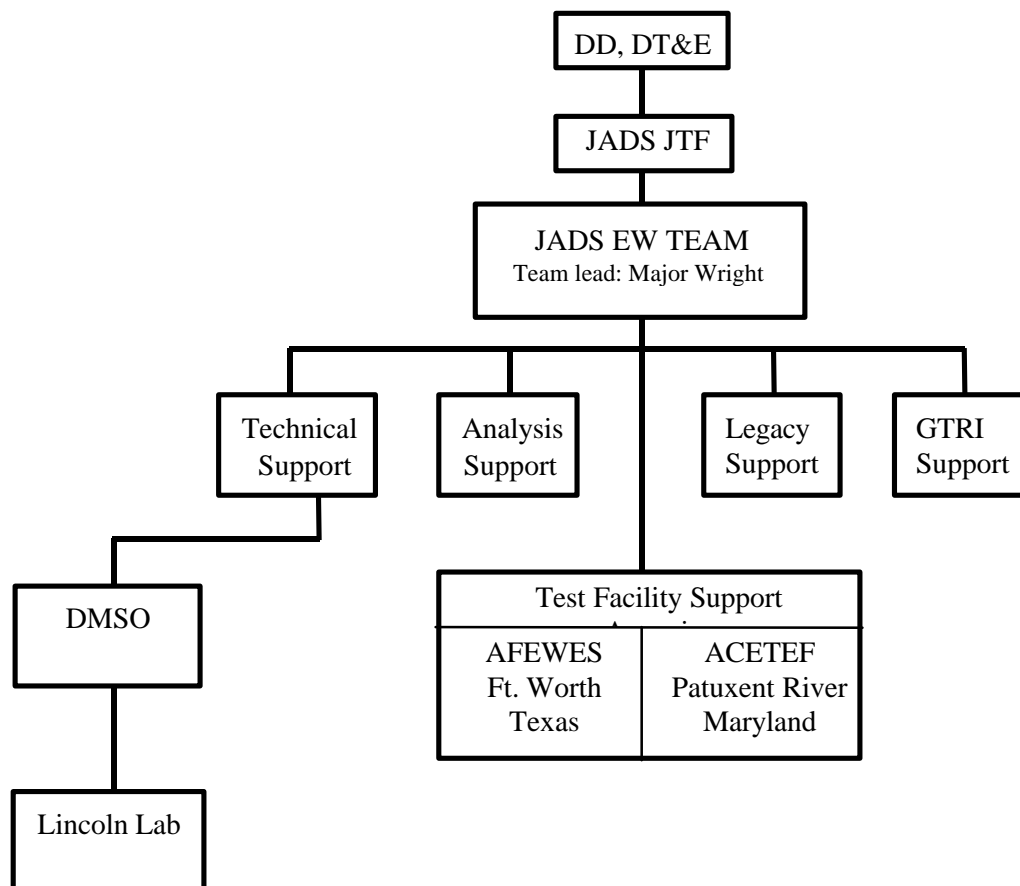 DD, DT&E
JADS JTF
JADS EW TEAM
Team lead: Major Wright
Technical
Support
Analysis
Support
Legacy
Support
GTRI
Support
DMSO
Test Facility Support
AFEWES
Ft. Worth
Texas
ACETEF
Patuxent River
Maryland
Lincoln Lab